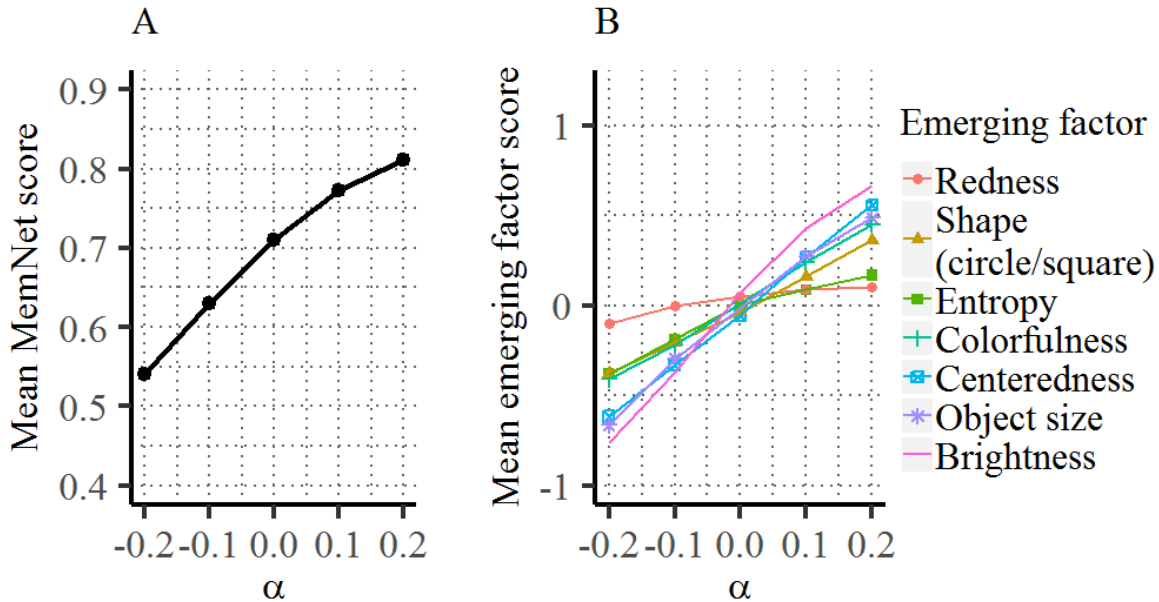 A
Mean MemNet score
0.9
0.8
0.7
0.6
0.5
0.4
-0.2 -0.1 0.0 0.1 0.2
α
B
Mean emerging factor score
1
0
-1
-0.2 -0.1 0.0 0.1 0.2
α
Emerging factor
Redness
Shape
(circle/square)
Entropy
Colorfulness
Centeredness
Object size
Brightness